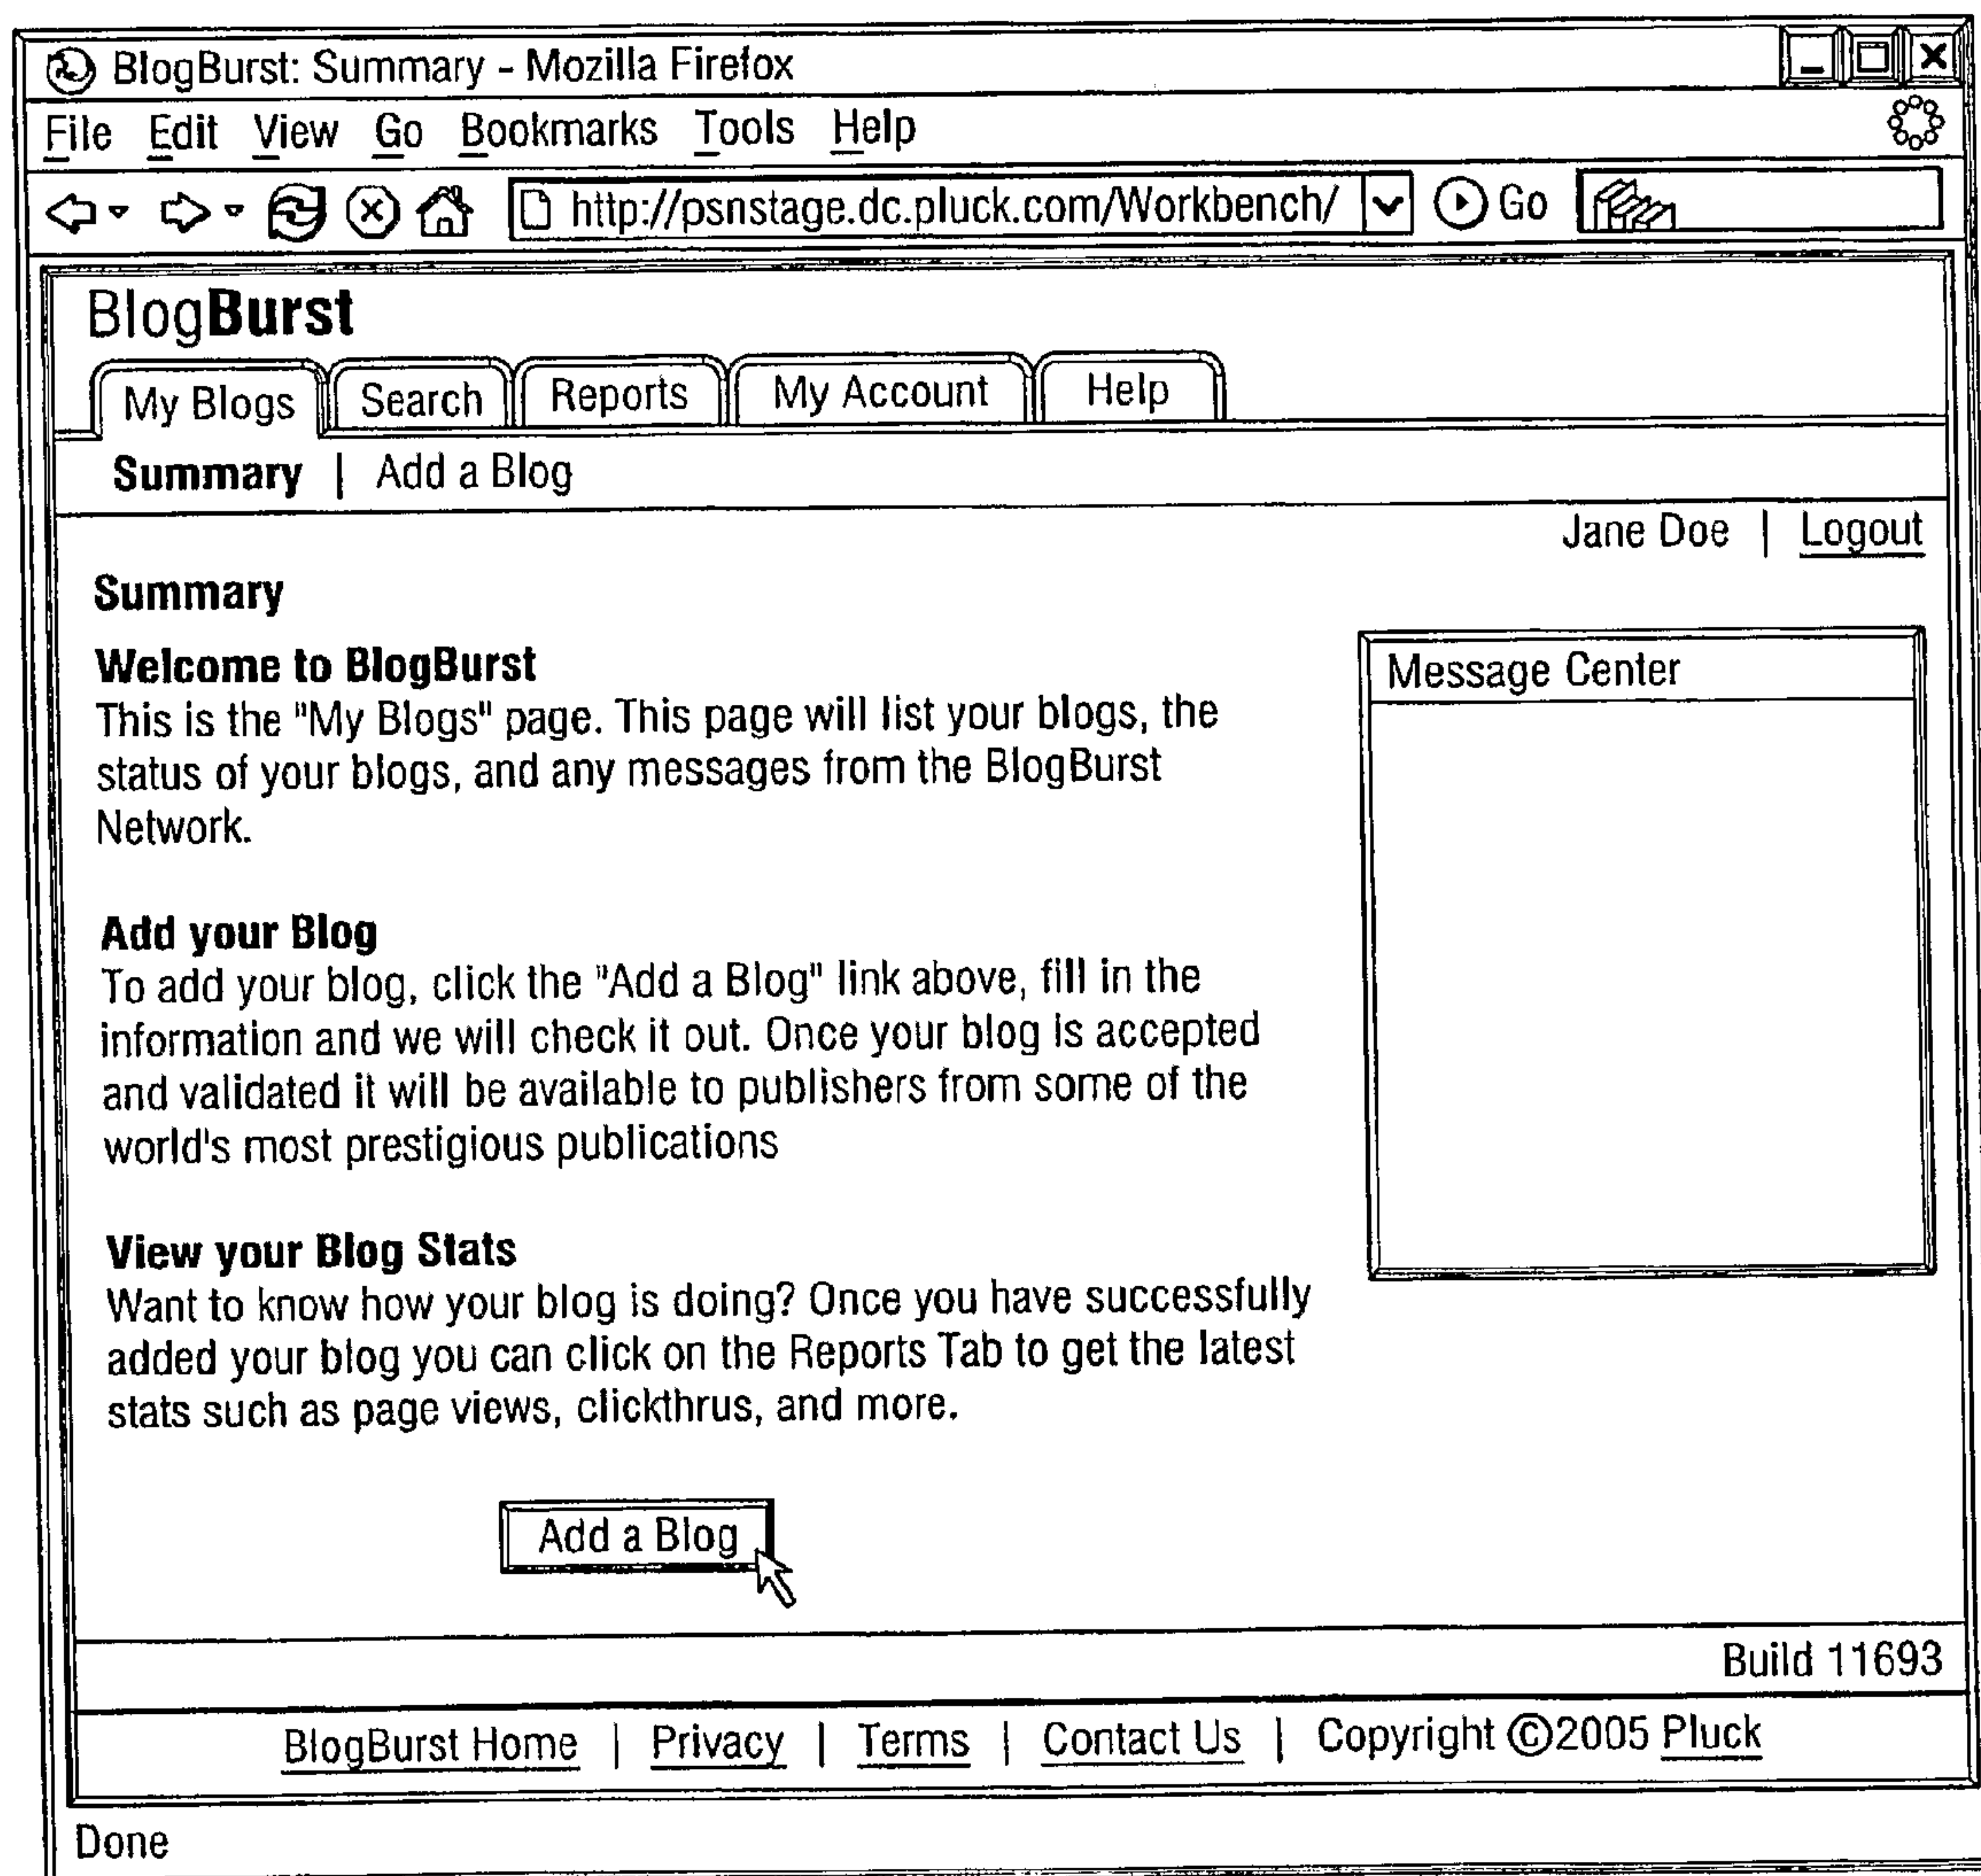 BlogBurst: Summary - Mozilla Firefox
File Edit View Go Bookmarks Tools Help
http://psnstage.dc.pluck.com/Workbench/ Go
BlogBurst
My Blogs Search Reports My Account Help
Summary | Add a Blog
Jane Doe | Logout
Summary
Welcome to BlogBurst
This is the "My Blogs" page. This page will list your blogs, the
status of your blogs, and any messages from the BlogBurst
Network.
Message Center
Add your Blog
To add your blog, click the "Add a Blog" link above, fill in the
information and we will check it out. Once your blog is accepted
and validated it will be available to publishers from some of the
world's most prestigious publications
View your Blog Stats
Want to know how your blog is doing? Once you have successfully
added your blog you can click on the Reports Tab to get the latest
stats such as page views, clickthrus, and more.
Add a Blog
Build 11693
BlogBurst Home | Privacy | Terms | Contact Us | Copyright ©2005 Pluck
Done